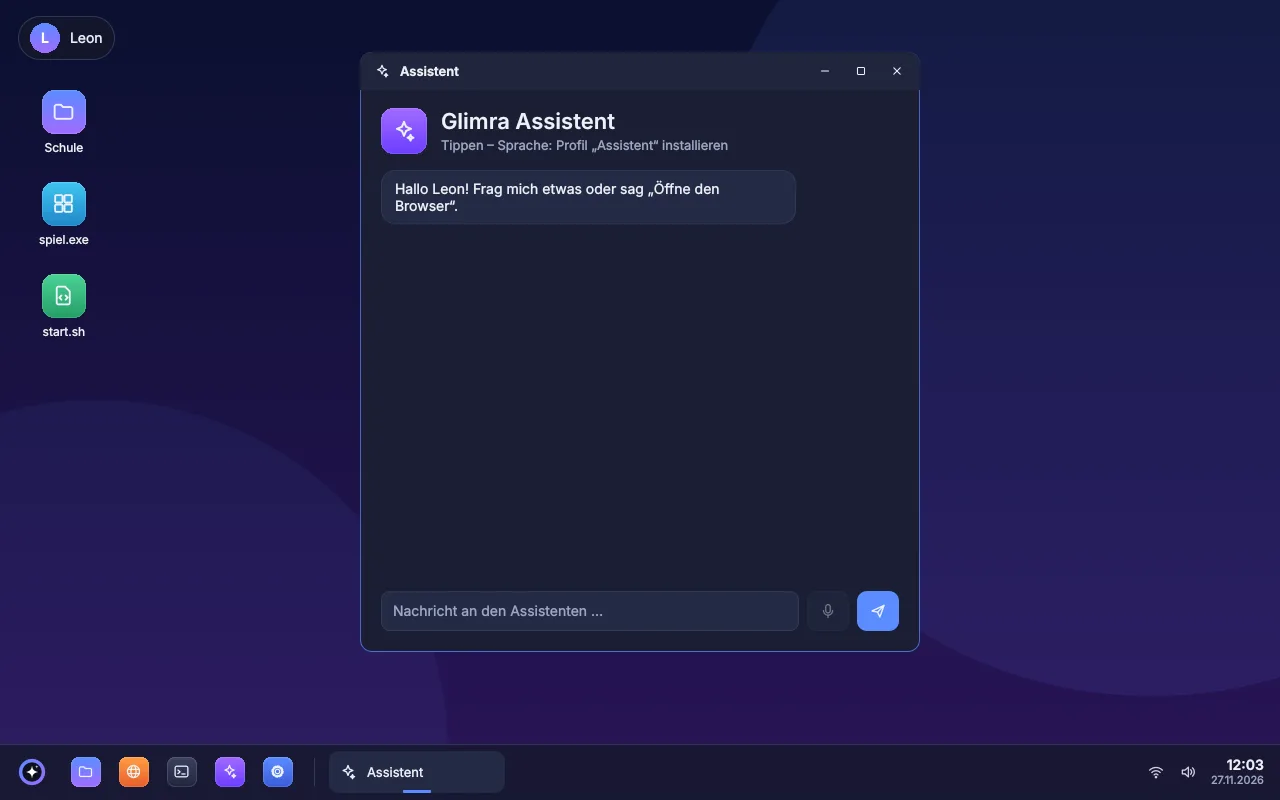 L Leon
Schule
spiel.exe
start.sh
Assistent
Glimra Assistent
Tippen – Sprache: Profil „Assistent“ installieren
Hallo Leon! Frag mich etwas oder sag „Öffne den
Browser“.
Nachricht an den Assistenten ...
Assistent
12:03
27.11.2026